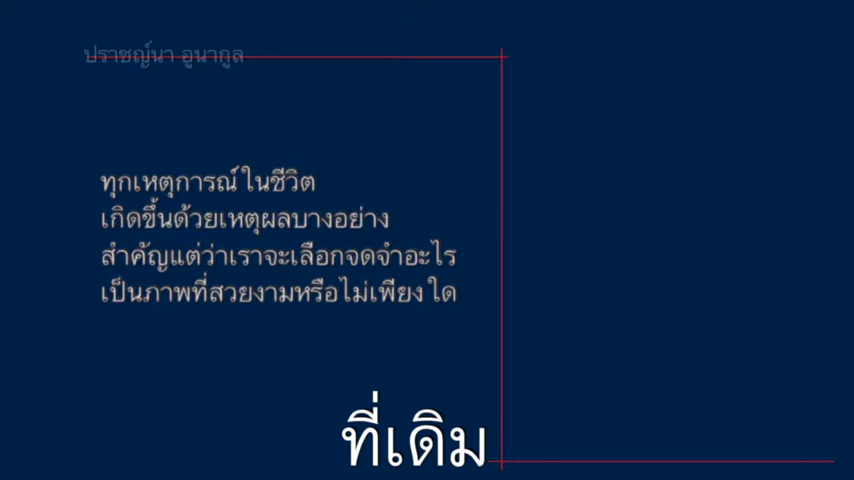 ปราชญ์นา อูนากูล
ทุกเหตุการณ์ในชีวิต
เกิดขึ้นด้วยเหตุผลบางอย่าง
สำคัญแต่ว่าเราจะเลือกจดจำอะไร
เป็นภาพที่สวยงามหรือไม่เพียงใด
ที่เดิม